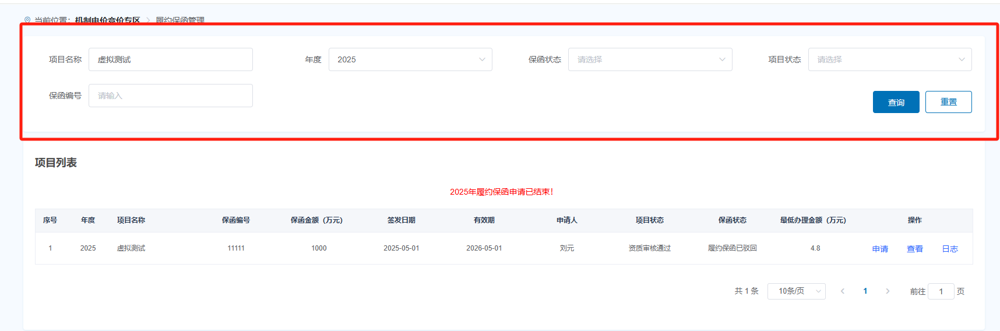 当前位置： 机制电价竞价专区 > 履约保函管理
项目名称 虚拟测试 年度 2025 保函状态 请选择 项目状态 请选择
保函编号 请输入 查询 重置
项目列表
2025年履约保函申请已结束！
序号 年度 项目名称 保函编号 保函金额（万元） 签发日期 有效期 申请人 项目状态 保函状态 最低办理金额（万元） 操作
1 2025 虚拟测试 11111 1000 2025-05-01 2026-05-01 刘元 资质审核通过 履约保函已驳回 4.8 申请 查看 日志
共 1 条 10条/页 < 1 > 前往 1 页